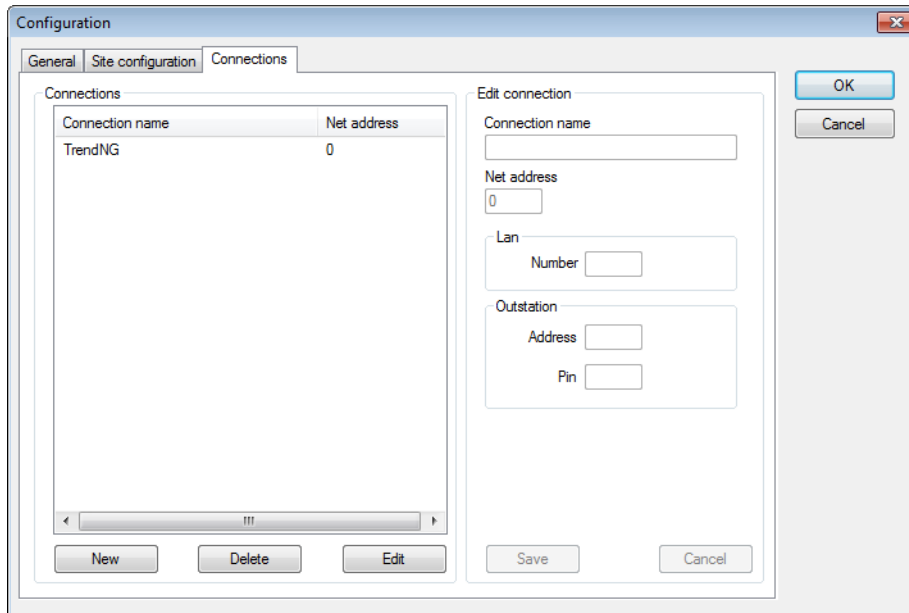 Configuration
General Site configuration Connections
Connections
Connection name Net address
TrendNG 0
New Delete Edit
Edit connection
Connection name
Net address
0
Lan
Number
Outstation
Address
Pin
Save Cancel
OK
Cancel